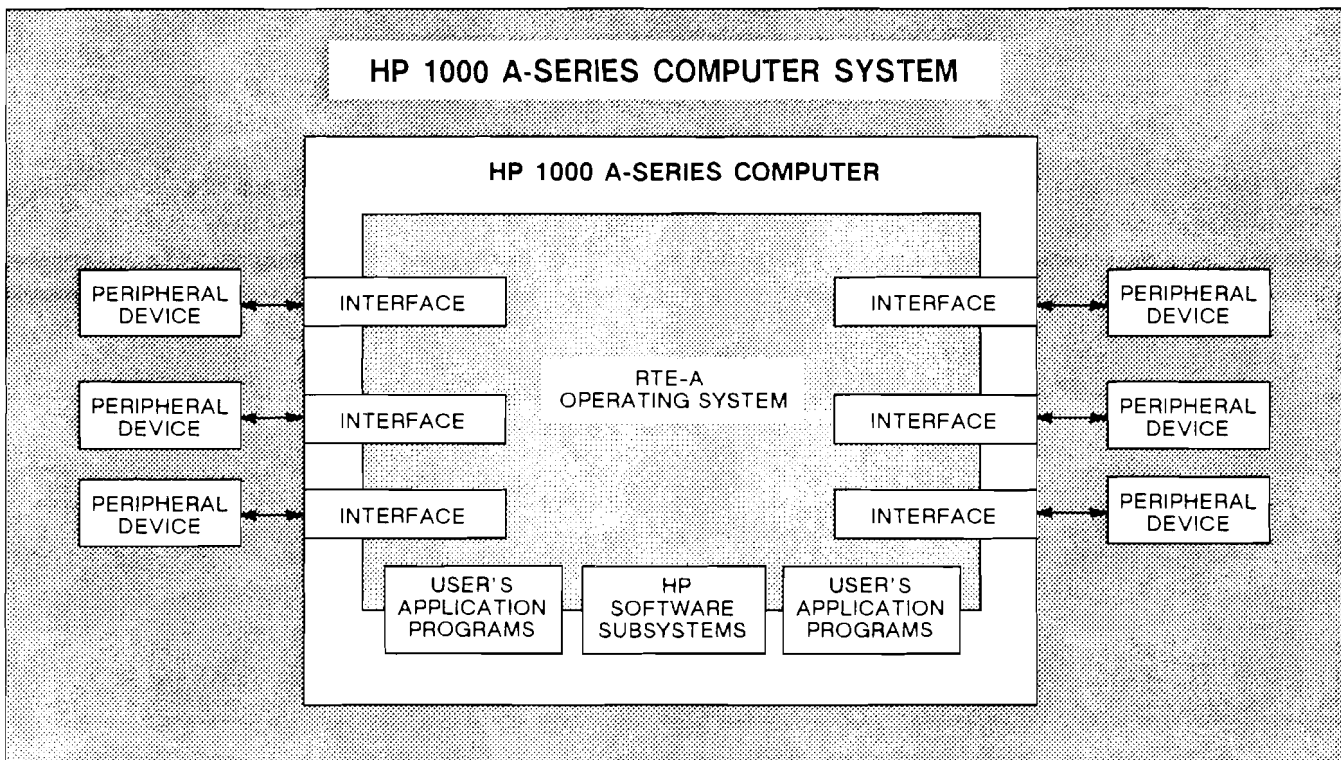 HP 1000 A-SERIES COMPUTER SYSTEM
HP 1000 A-SERIES COMPUTER
PERIPHERAL
DEVICE
INTERFACE
INTERFACE
PERIPHERAL
DEVICE
RTE-A
OPERATING SYSTEM
PERIPHERAL
DEVICE
INTERFACE
INTERFACE
PERIPHERAL
DEVICE
PERIPHERAL
DEVICE
INTERFACE
INTERFACE
PERIPHERAL
DEVICE
USER'S
APPLICATION
PROGRAMS
HP
SOFTWARE
SUBSYSTEMS
USER'S
APPLICATION
PROGRAMS